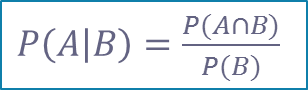 P(A|B) = P(A∩B) / P(B)